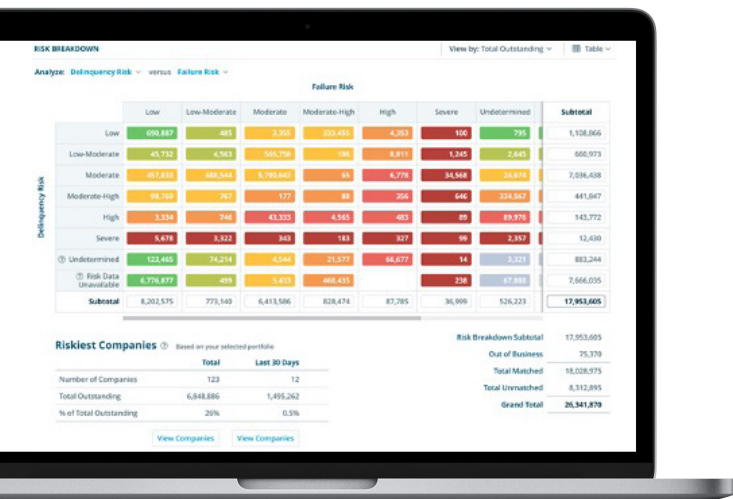 RISK BREAKDOWN View by: Total Outstanding Table
Analyze: Delinquency Risk versus Failure Risk
Failure Risk
Low Low-Moderate Moderate Moderate-High High Severe Undetermined Subtotal
Delinquency Risk
Low 690,887 485 3,355 333,455 4,353 100 795 1,108,866
Low-Moderate 45,732 4,563 186 8,811 1,245 2,645 660,973
Moderate 457,833 688,544 5,790,642 65 6,778 34,568 24,874 7,036,438
Moderate-High 98,769 767 177 88 356 646 334,567 441,847
High 3,334 746 43,333 4,565 483 89 89,976 143,772
Severe 5,678 3,322 343 183 327 99 2,357 12,430
Undetermined 123,465 74,214 4,544 21,577 66,677 14 3,321 883,244
Risk Data
Unavailable 6,776,877 499 5,433 468,435 238 67,888 7,666,035
Subtotal 8,202,575 773,140 6,413,586 828,474 87,785 36,999 526,223 17,953,605
Riskiest Companies Based on your selected portfolio
Total Last 30 Days
Number of Companies 123 12
Total Outstanding 6,848,886 1,495,262
% of Total Outstanding 26% 0.5%
View Companies View Companies
Risk Breakdown Subtotal 17,953,605
Out of Business 75,370
Total Matched 18,028,975
Total Unmatched 8,312,895
Grand Total 26,341,870